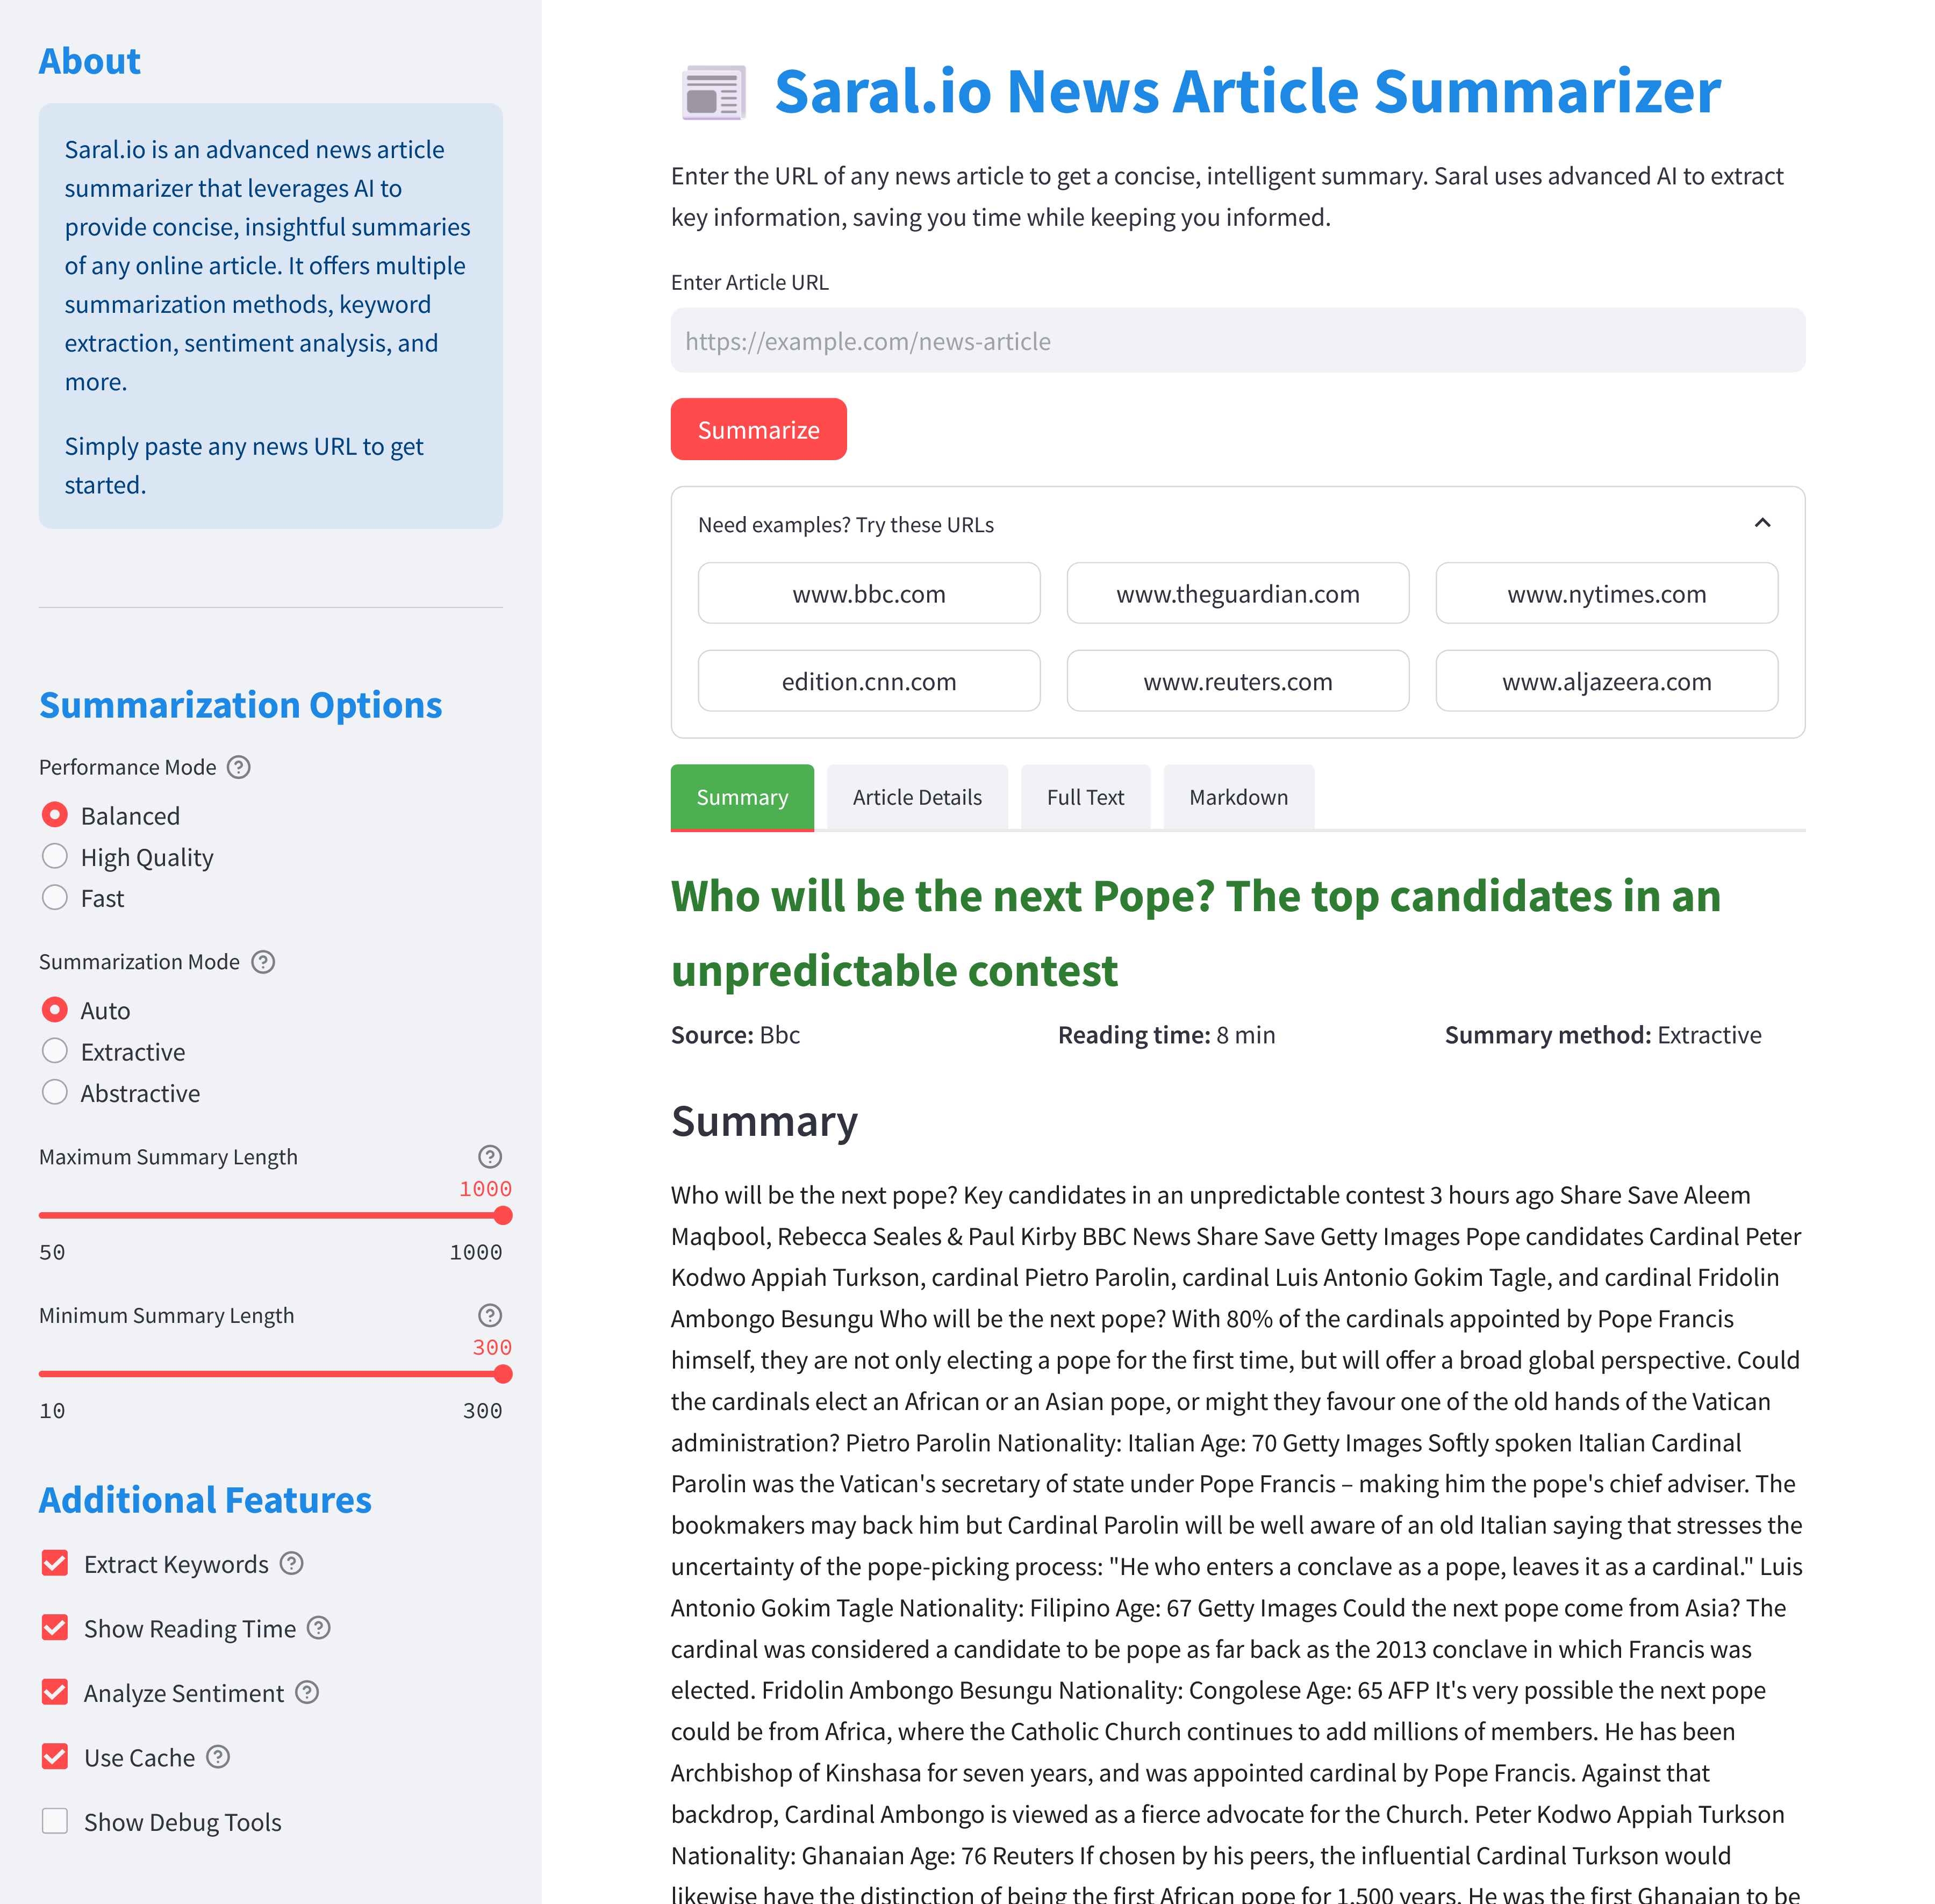 About
Saral.io is an advanced news article
summarizer that leverages AI to
provide concise, insightful summaries
of any online article. It offers multiple
summarization methods, keyword
extraction, sentiment analysis, and
more.
Simply paste any news URL to get
started.
Summarization Options
Performance Mode
Balanced
High Quality
Fast
Summarization Mode
Auto
Extractive
Abstractive
Maximum Summary Length
1000
50 1000
Minimum Summary Length
300
10 300
Additional Features
Extract Keywords
Show Reading Time
Analyze Sentiment
Use Cache
Show Debug Tools
Saral.io News Article Summarizer
Enter the URL of any news article to get a concise, intelligent summary. Saral uses advanced AI to extract
key information, saving you time while keeping you informed.
Enter Article URL
https://example.com/news-article
Summarize
Need examples? Try these URLs
www.bbc.com www.theguardian.com www.nytimes.com
edition.cnn.com www.reuters.com www.aljazeera.com
Summary Article Details Full Text Markdown
Who will be the next Pope? The top candidates in an
unpredictable contest
Source: Bbc Reading time: 8 min Summary method: Extractive
Summary
Who will be the next pope? Key candidates in an unpredictable contest 3 hours ago Share Save Aleem
Maqbool, Rebecca Seales & Paul Kirby BBC News Share Save Getty Images Pope candidates Cardinal Peter
Kodwo Appiah Turkson, cardinal Pietro Parolin, cardinal Luis Antonio Gokim Tagle, and cardinal Fridolin
Ambongo Besungu Who will be the next pope? With 80% of the cardinals appointed by Pope Francis
himself, they are not only electing a pope for the first time, but will offer a broad global perspective. Could
the cardinals elect an African or an Asian pope, or might they favour one of the old hands of the Vatican
administration? Pietro Parolin Nationality: Italian Age: 70 Getty Images Softly spoken Italian Cardinal
Parolin was the Vatican's secretary of state under Pope Francis – making him the pope's chief adviser. The
bookmakers may back him but Cardinal Parolin will be well aware of an old Italian saying that stresses the
uncertainty of the pope-picking process: "He who enters a conclave as a pope, leaves it as a cardinal." Luis
Antonio Gokim Tagle Nationality: Filipino Age: 67 Getty Images Could the next pope come from Asia? The
cardinal was considered a candidate to be pope as far back as the 2013 conclave in which Francis was
elected. Fridolin Ambongo Besungu Nationality: Congolese Age: 65 AFP It's very possible the next pope
could be from Africa, where the Catholic Church continues to add millions of members. He has been
Archbishop of Kinshasa for seven years, and was appointed cardinal by Pope Francis. Against that
backdrop, Cardinal Ambongo is viewed as a fierce advocate for the Church. Peter Kodwo Appiah Turkson
Nationality: Ghanaian Age: 76 Reuters If chosen by his peers, the influential Cardinal Turkson would
likewise have the distinction of being the first African pope for 1,500 years. He was the first Ghanaian to be